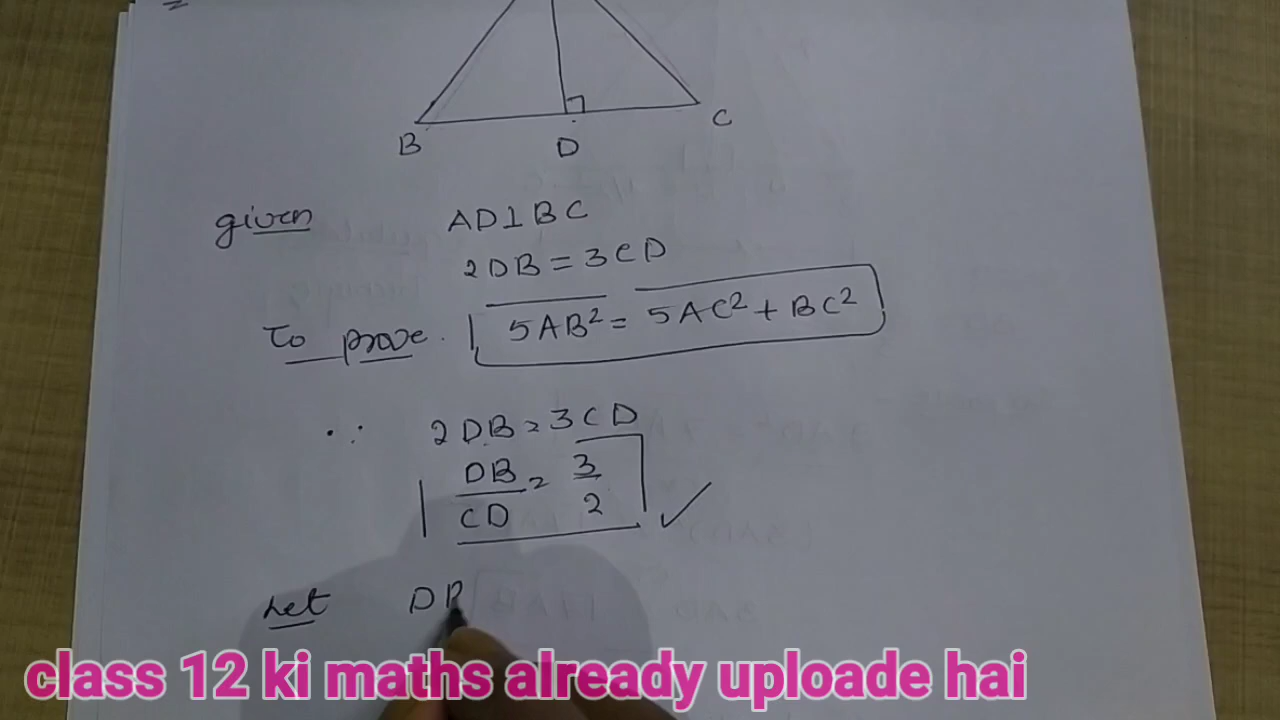 B D C
given AD⊥BC
2DB = 3CD
To prove. 5AB² = 5AC² + BC²
∵ 2DB = 3CD
DB/CD = 3/2
Let DB
class 12 ki maths already uploade hai